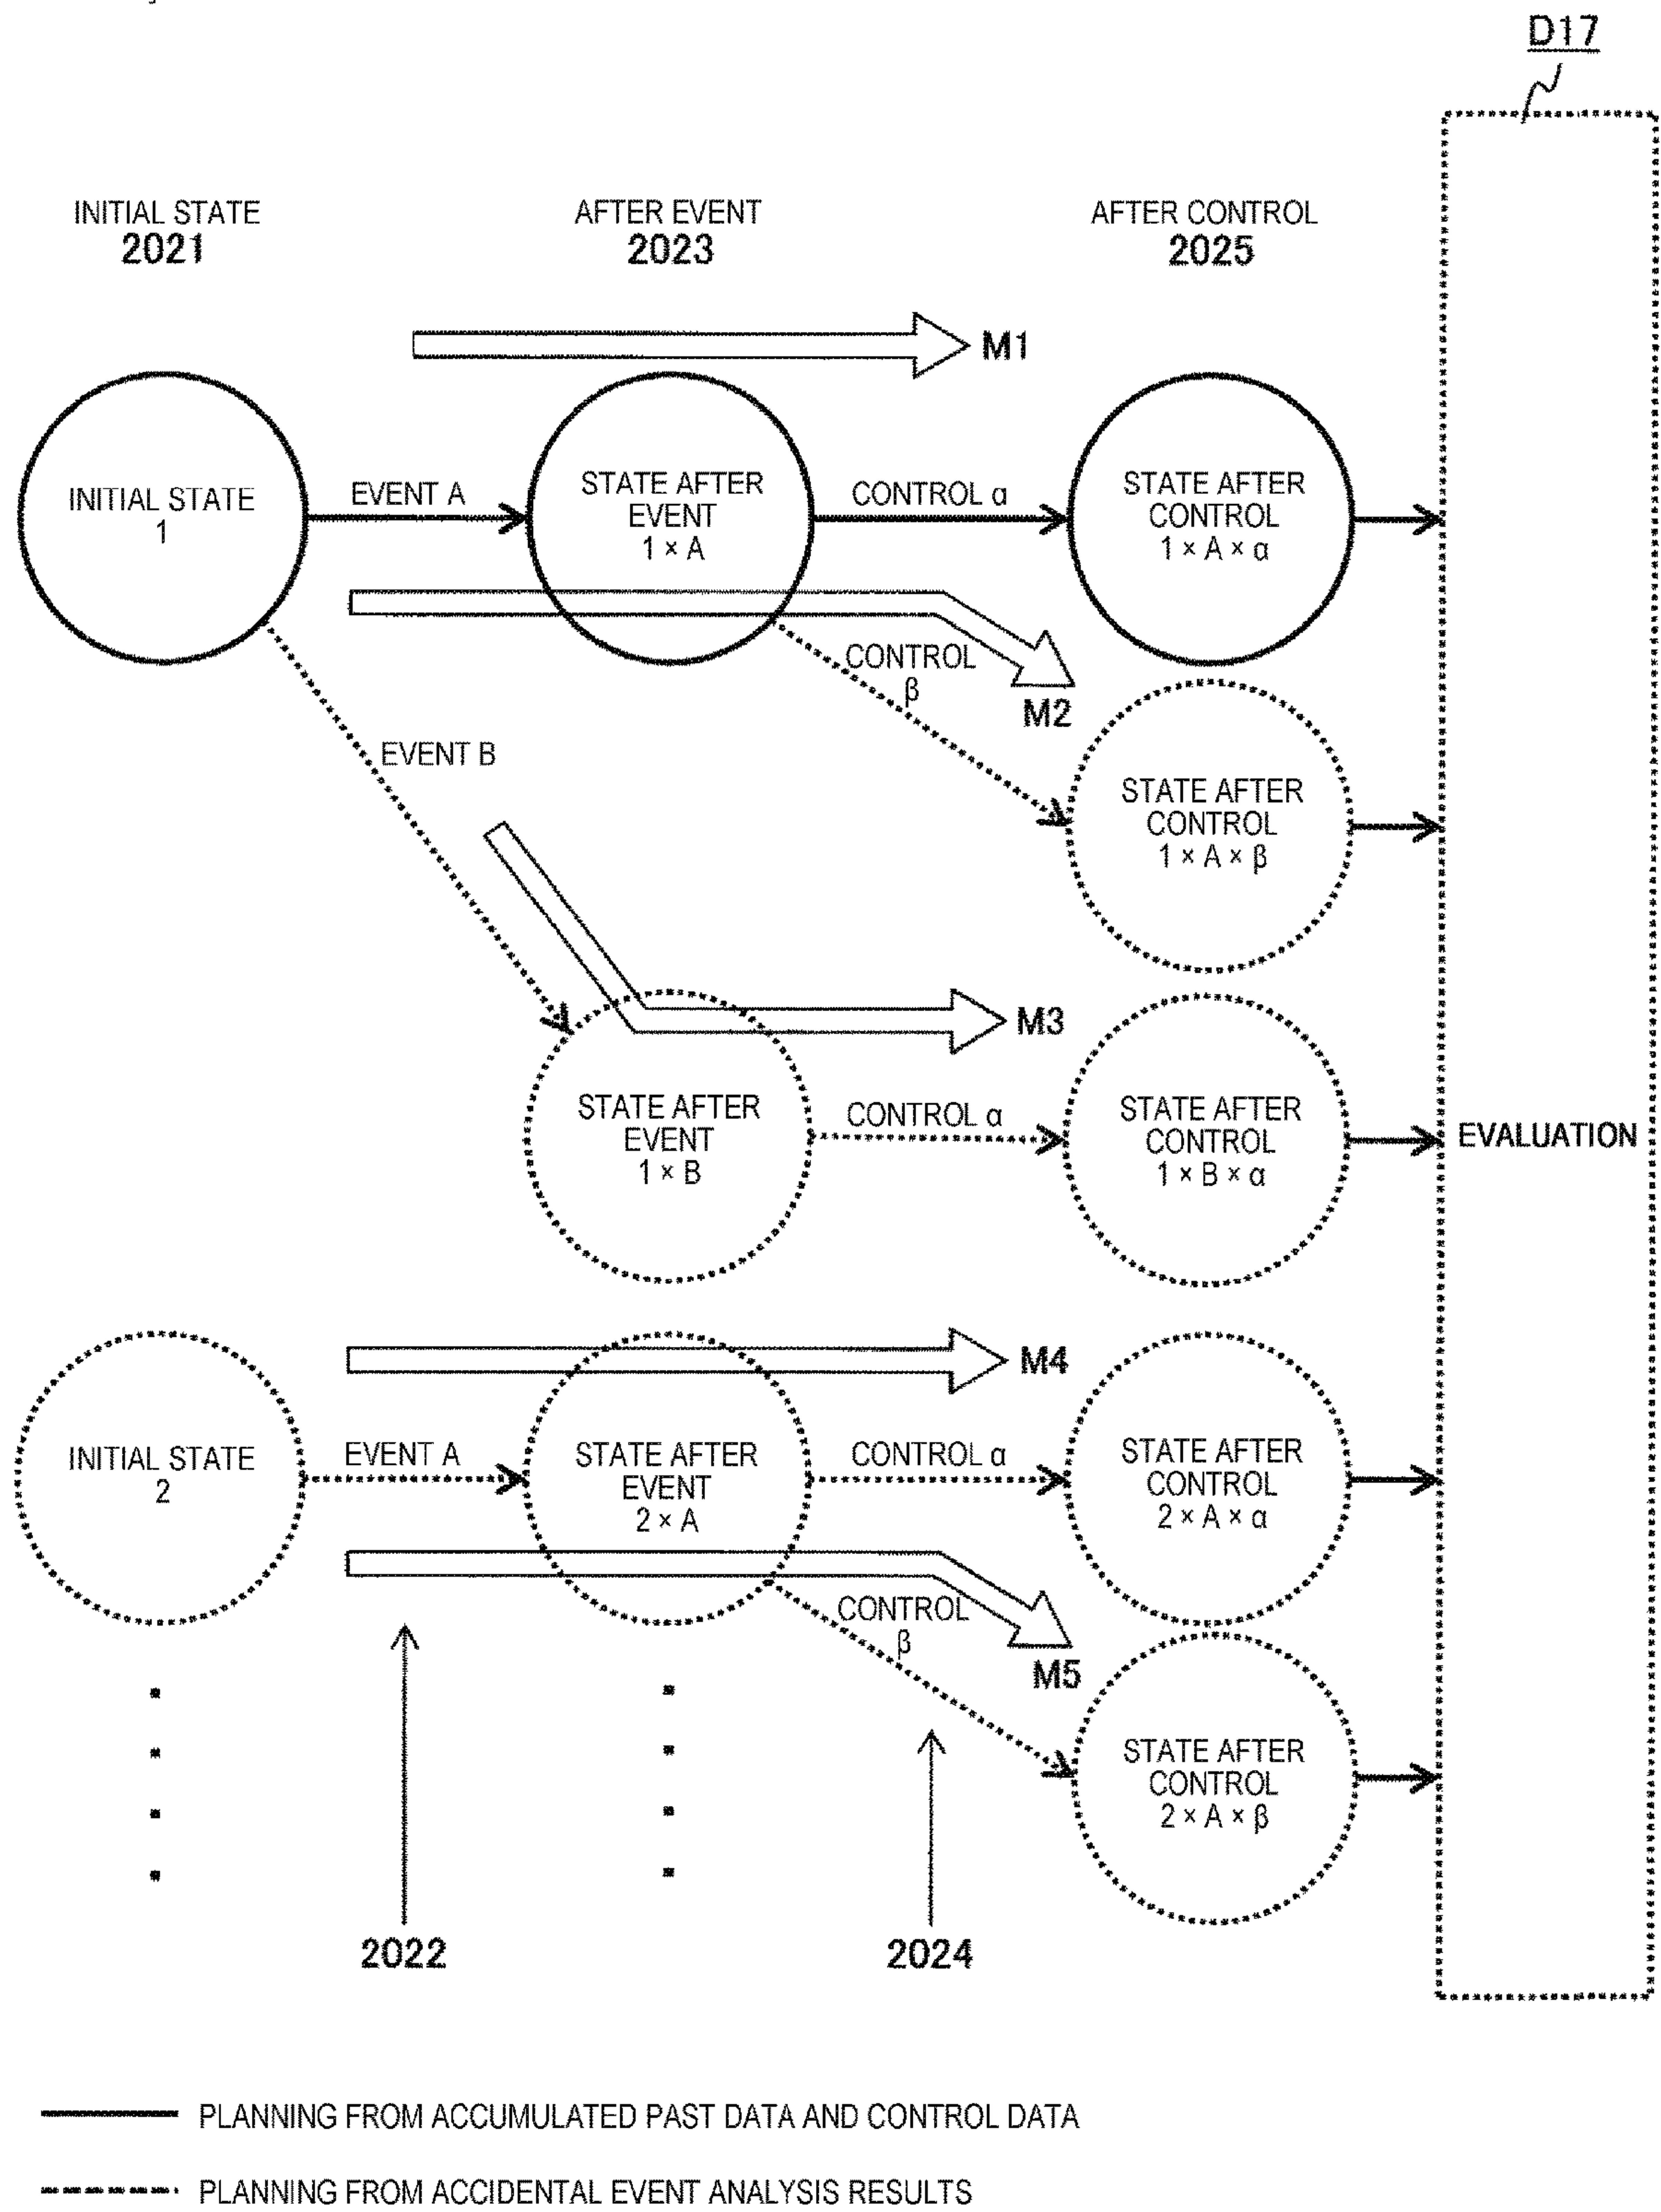 D17
INITIAL STATE
2021
AFTER EVENT
2023
AFTER CONTROL
2025
M1
INITIAL STATE
1
EVENT A
STATE AFTER
EVENT
1 × A
CONTROL α
STATE AFTER
CONTROL
1 × A × α
CONTROL
β
M2
EVENT B
STATE AFTER
CONTROL
1 × A × β
M3
STATE AFTER
EVENT
1 × B
CONTROL α
STATE AFTER
CONTROL
1 × B × α
EVALUATION
M4
INITIAL STATE
2
EVENT A
STATE AFTER
EVENT
2 × A
CONTROL α
STATE AFTER
CONTROL
2 × A × α
CONTROL
β
M5
STATE AFTER
CONTROL
2 × A × β
2022
2024
PLANNING FROM ACCUMULATED PAST DATA AND CONTROL DATA
PLANNING FROM ACCIDENTAL EVENT ANALYSIS RESULTS